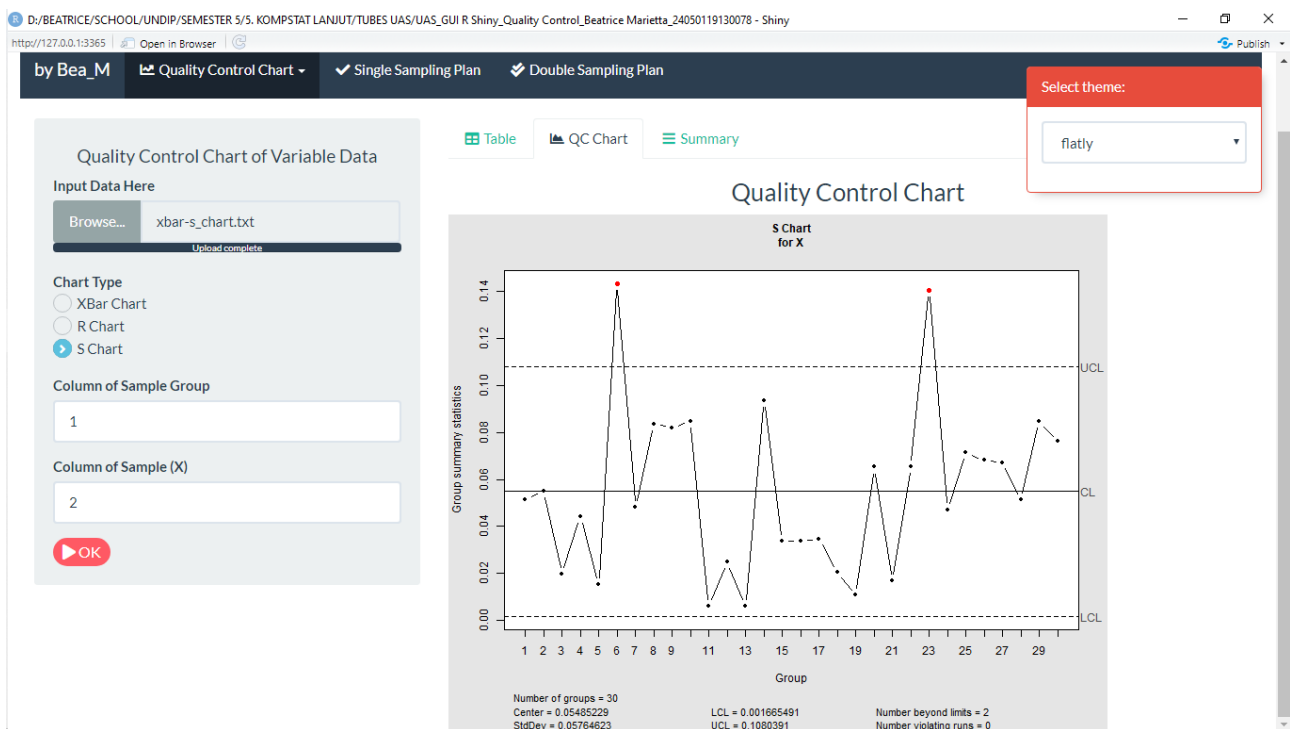 D:/BEATRICE/SCHOOL/UNDIP/SEMESTER 5/5. KOMPSTAT LANJUT/TUBES UAS/UAS_GUI R Shiny_Quality Control_Beatrice Marietta_24050119130078 - Shiny
http://127.0.0.1:3365 Open in Browser Publish
by Bea_M Quality Control Chart Single Sampling Plan Double Sampling Plan
Select theme:
flatly
Quality Control Chart of Variable Data
Input Data Here
Browse... xbar-s_chart.txt
Upload complete
Chart Type
XBar Chart
R Chart
S Chart
Column of Sample Group
1
Column of Sample (X)
2
OK
Table QC Chart Summary
Quality Control Chart
S Chart
for X
Group summary statistics
0.14
0.12
0.10
0.08
0.06
0.04
0.02
0.00
UCL
CL
LCL
1 2 3 4 5 6 7 8 9 11 13 15 17 19 21 23 25 27 29
Group
Number of groups = 30
Center = 0.05485229 LCL = 0.001665491 Number beyond limits = 2
StdDev = 0.05764623 UCL = 0.1080391 Number violating runs = 0